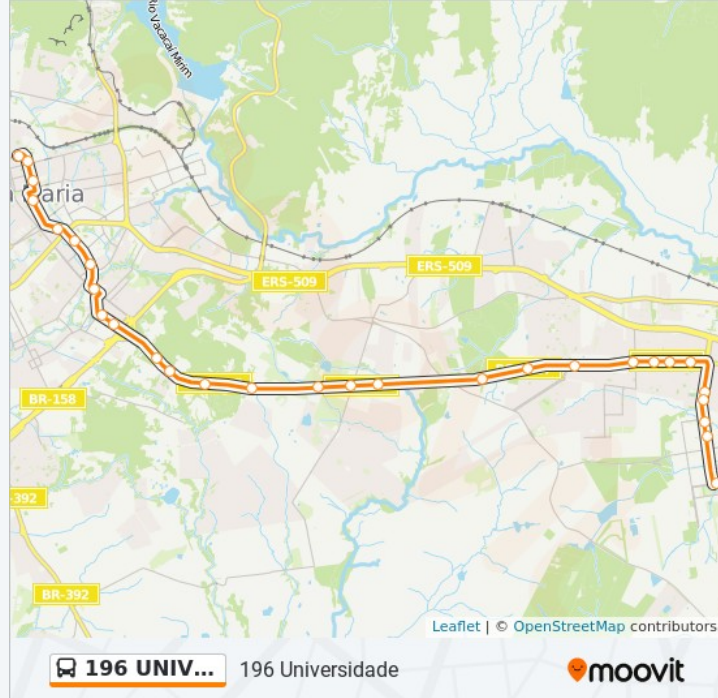 Rio Vacacaí Mirim
a Maria
ERS-509
ERS-509
BR-158
-392
BR-392
Leaflet | © OpenStreetMap contributors
196 UNIV...
196 Universidade
moovit